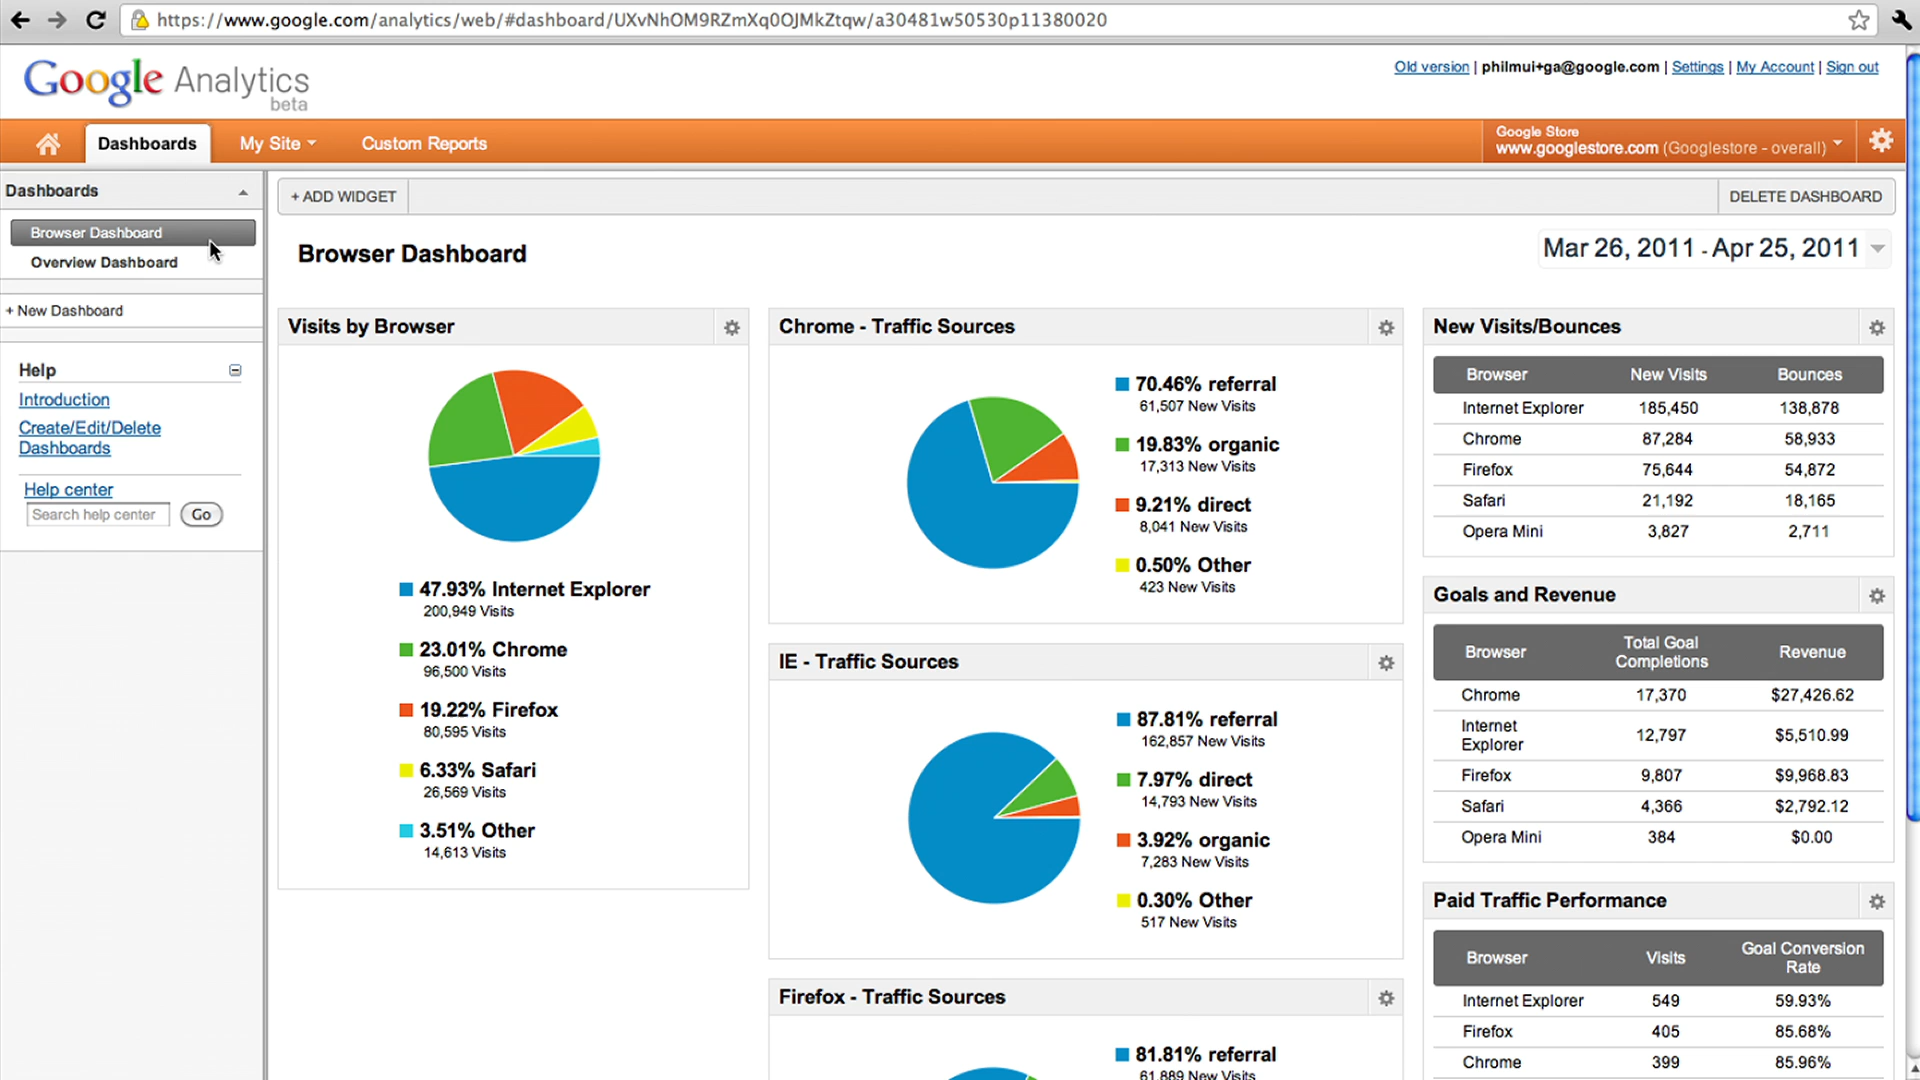 https://www.google.com/analytics/web/#dashboard/UXvNhOM9RZmXq0OJMkZtqw/a30481w50530p11380020
Google Analytics
beta
Old version | philmui+ga@google.com | Settings | My Account | Sign out
Dashboards
My Site
Custom Reports
Google Store
www.googlestore.com (Googlestore - overall)
Dashboards
Browser Dashboard
Overview Dashboard
+ New Dashboard
Help
Introduction
Create/Edit/Delete
Dashboards
Help center
Search help center
Go
+ ADD WIDGET
DELETE DASHBOARD
Browser Dashboard
Mar 26, 2011 - Apr 25, 2011
Visits by Browser
47.93% Internet Explorer
200,949 Visits
23.01% Chrome
96,500 Visits
19.22% Firefox
80,595 Visits
6.33% Safari
26,569 Visits
3.51% Other
14,613 Visits
Chrome - Traffic Sources
70.46% referral
61,507 New Visits
19.83% organic
17,313 New Visits
9.21% direct
8,041 New Visits
0.50% Other
423 New Visits
IE - Traffic Sources
87.81% referral
162,857 New Visits
7.97% direct
14,793 New Visits
3.92% organic
7,283 New Visits
0.30% Other
517 New Visits
Firefox - Traffic Sources
81.81% referral
61,889 New Visits
New Visits/Bounces
Browser New Visits Bounces
Internet Explorer 185,450 138,878
Chrome 87,284 58,933
Firefox 75,644 54,872
Safari 21,192 18,165
Opera Mini 3,827 2,711
Goals and Revenue
Browser Total Goal Completions Revenue
Chrome 17,370 $27,426.62
Internet Explorer 12,797 $5,510.99
Firefox 9,807 $9,968.83
Safari 4,366 $2,792.12
Opera Mini 384 $0.00
Paid Traffic Performance
Browser Visits Goal Conversion Rate
Internet Explorer 549 59.93%
Firefox 405 85.68%
Chrome 399 85.96%